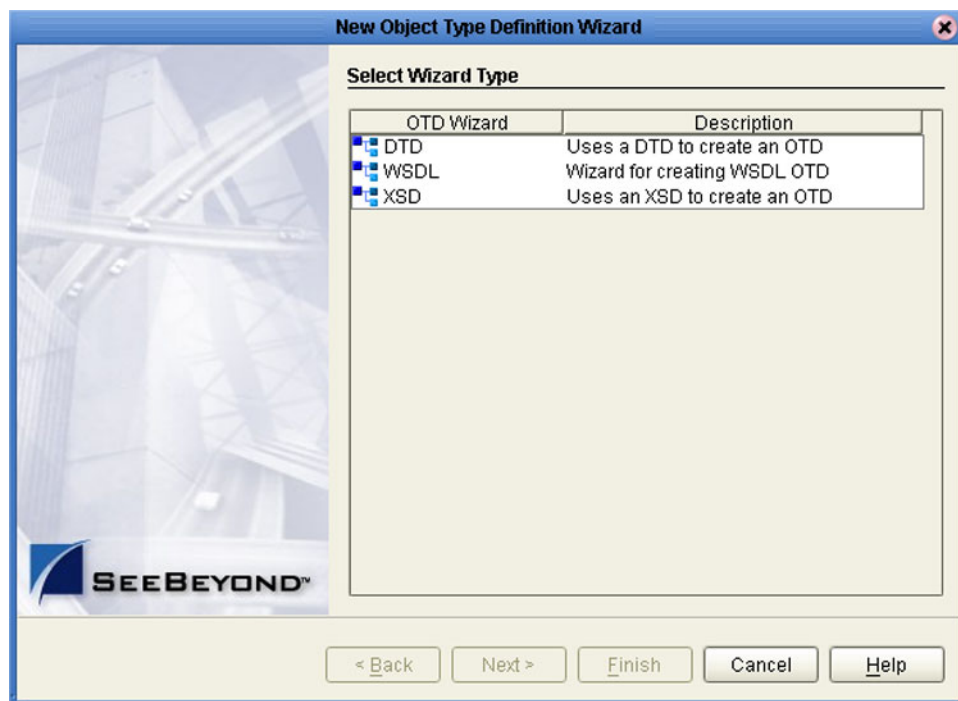 New Object Type Definition Wizard
Select Wizard Type
OTD Wizard Description
DTD Uses a DTD to create an OTD
WSDL Wizard for creating WSDL OTD
XSD Uses an XSD to create an OTD
SEEBEYOND™
< Back Next > Finish Cancel Help